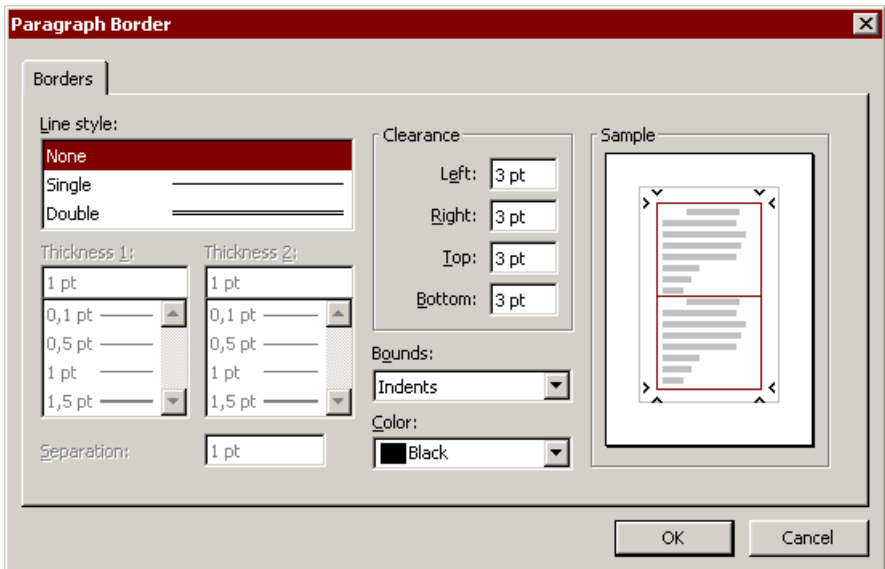 Paragraph Border
Borders
Line style:
None
Single
Double
Thickness 1:
1 pt
0,1 pt
0,5 pt
1 pt
1,5 pt
Thickness 2:
1 pt
0,1 pt
0,5 pt
1 pt
1,5 pt
Separation:
1 pt
Clearance
Left: 3 pt
Right: 3 pt
Top: 3 pt
Bottom: 3 pt
Bounds:
Indents
Color:
Black
Sample
OK
Cancel